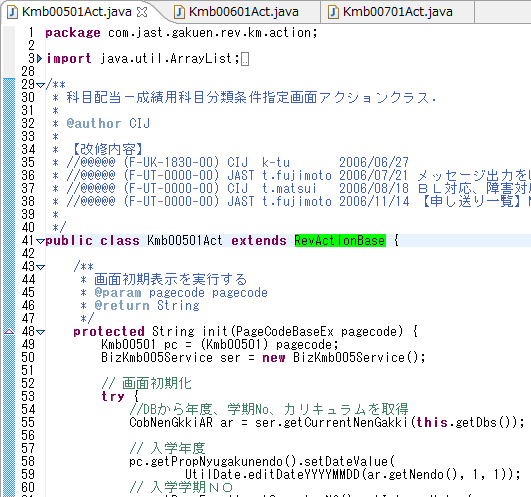 Kmb00501Act.java Kmb00601Act.java Kmb00701Act.java
1 package com.jast.gakuen.rev.km.action;
2
3 import java.util.ArrayList;
28
29 /**
30 * 科目配当－成績用科目分類条件指定画面アクションクラス.
31 *
32 * @author CIJ
33 *
34 * 【改修内容】
35 * //@@@@@ (F-UK-1830-00) CIJ k-tu 2006/06/27
36 * //@@@@@ (F-UT-0000-00) JAST t.fujimoto 2006/07/21 メッセージ出力を
37 * //@@@@@ (F-UT-0000-00) CIJ t.matsui 2006/08/18 ＢＬ対応、障害対
38 * //@@@@@ (F-UT-0000-00) JAST t.fujimoto 2006/11/14 【申し送り一覧】
39 *
40 */
41 public class Kmb00501Act extends RevActionBase {
42
43 /**
44 * 画面初期表示を実行する
45 * @param pagecode pagecode
46 * @return String
47 */
48 protected String init(PageCodeBaseEx pagecode) {
49 Kmb00501 pc = (Kmb00501) pagecode;
50 BizKmb005Service ser = new BizKmb005Service();
51
52 // 画面初期化
53 try {
54 //DBから年度、学期No、カリキュラムを取得
55 CobNenGkkiAR ar = ser.getCurrentNenGakki(this.getDbs());
56
57 // 入学年度
58 pc.getPropNyugakunendo().setDateValue(
59 UtilDate.editDateYYYYMMDD(ar.getNendo(), 1, 1));
60 // 入学学期ＮＯ